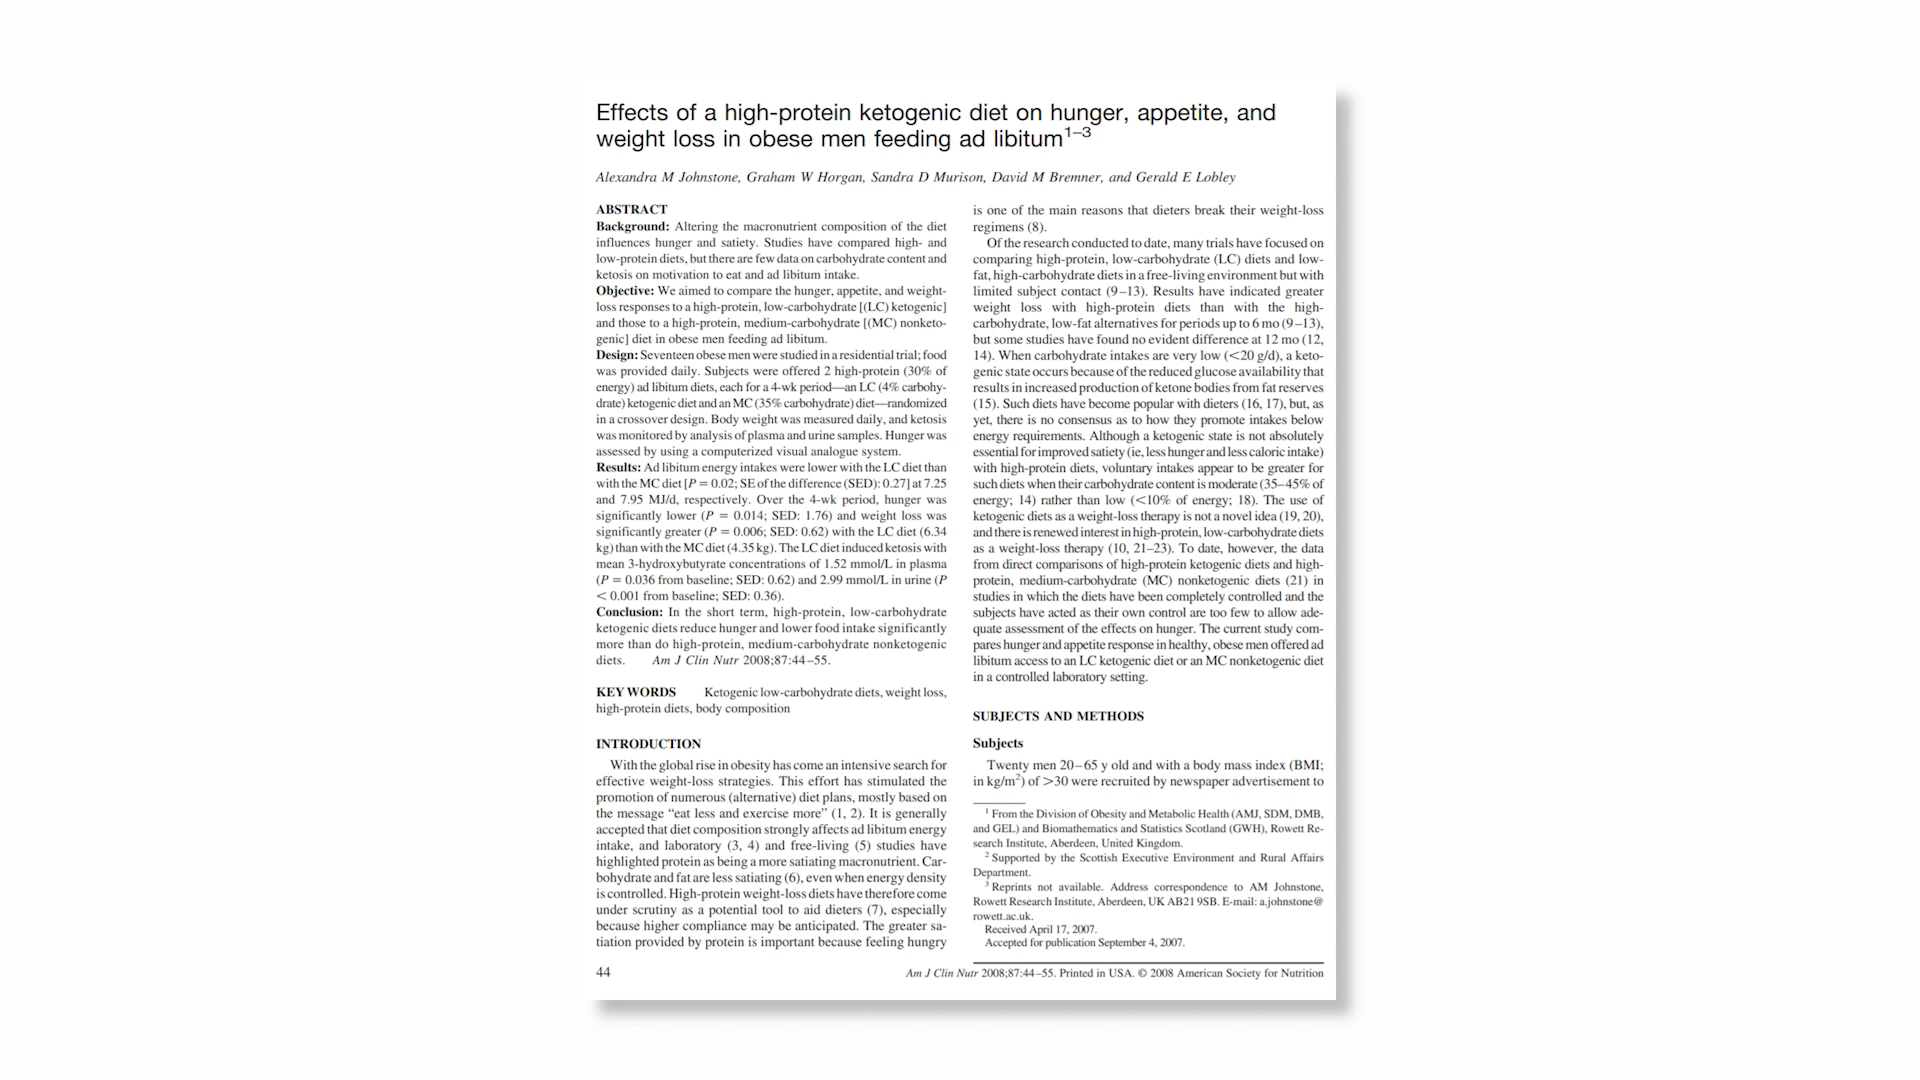 Effects of a high-protein ketogenic diet on hunger, appetite, and
weight loss in obese men feeding ad libitum1–3
Alexandra M Johnstone, Graham W Horgan, Sandra D Murison, David M Bremner, and Gerald E Lobley
ABSTRACT
Background: Altering the macronutrient composition of the diet
influences hunger and satiety. Studies have compared high- and
low-protein diets, but there are few data on carbohydrate content and
ketosis on motivation to eat and ad libitum intake.
Objective: We aimed to compare the hunger, appetite, and weight-
loss responses to a high-protein, low-carbohydrate [(LC) ketogenic]
and those to a high-protein, medium-carbohydrate [(MC) nonketo-
genic] diet in obese men feeding ad libitum.
Design: Seventeen obese men were studied in a residential trial; food
was provided daily. Subjects were offered 2 high-protein (30% of
energy) ad libitum diets, each for a 4-wk period—an LC (4% carbohy-
drate) ketogenic diet and an MC (35% carbohydrate) diet—randomized
in a crossover design. Body weight was measured daily, and ketosis
was monitored by analysis of plasma and urine samples. Hunger was
assessed by using a computerized visual analogue system.
Results: Ad libitum energy intakes were lower with the LC diet than
with the MC diet [P = 0.02; SE of the difference (SED): 0.27] at 7.25
and 7.95 MJ/d, respectively. Over the 4-wk period, hunger was
significantly lower (P = 0.014; SED: 1.76) and weight loss was
significantly greater (P = 0.006; SED: 0.62) with the LC diet (6.34
kg) than with the MC diet (4.35 kg). The LC diet induced ketosis with
mean 3-hydroxybutyrate concentrations of 1.52 mmol/L in plasma
(P = 0.036 from baseline; SED: 0.62) and 2.99 mmol/L in urine (P
< 0.001 from baseline; SED: 0.36).
Conclusion: In the short term, high-protein, low-carbohydrate
ketogenic diets reduce hunger and lower food intake significantly
more than do high-protein, medium-carbohydrate nonketogenic
diets. Am J Clin Nutr 2008;87:44–55.
KEY WORDS Ketogenic low-carbohydrate diets, weight loss,
high-protein diets, body composition
INTRODUCTION
With the global rise in obesity has come an intensive search for
effective weight-loss strategies. This effort has stimulated the
promotion of numerous (alternative) diet plans, mostly based on
the message “eat less and exercise more” (1, 2). It is generally
accepted that diet composition strongly affects ad libitum energy
intake, and laboratory (3, 4) and free-living (5) studies have
highlighted protein as being a more satiating macronutrient. Car-
bohydrate and fat are less satiating (6), even when energy density
is controlled. High-protein weight-loss diets have therefore come
under scrutiny as a potential tool to aid dieters (7), especially
because higher compliance may be anticipated. The greater sa-
tiation provided by protein is important because feeling hungry
is one of the main reasons that dieters break their weight-loss
regimens (8).
Of the research conducted to date, many trials have focused on
comparing high-protein, low-carbohydrate (LC) diets and low-
fat, high-carbohydrate diets in a free-living environment but with
limited subject contact (9–13). Results have indicated greater
weight loss with high-protein diets than with the high-
carbohydrate, low-fat alternatives for periods up to 6 mo (9–13),
but some studies have found no evident difference at 12 mo (12,
14). When carbohydrate intakes are very low (<20 g/d), a keto-
genic state occurs because of the reduced glucose availability that
results in increased production of ketone bodies from fat reserves
(15). Such diets have become popular with dieters (16, 17), but, as
yet, there is no consensus as to how they promote intakes below
energy requirements. Although a ketogenic state is not absolutely
essential for improved satiety (ie, less hunger and less caloric intake)
with high-protein diets, voluntary intakes appear to be greater for
such diets when their carbohydrate content is moderate (35–45% of
energy; 14) rather than low (<10% of energy; 18). The use of
ketogenic diets as a weight-loss therapy is not a novel idea (19, 20),
and there is renewed interest in high-protein, low-carbohydrate diets
as a weight-loss therapy (10, 21–23). To date, however, the data
from direct comparisons of high-protein ketogenic diets and high-
protein, medium-carbohydrate (MC) nonketogenic diets (21) in
studies in which the diets have been completely controlled and the
subjects have acted as their own control are too few to allow ade-
quate assessment of the effects on hunger. The current study com-
pares hunger and appetite response in healthy, obese men offered ad
libitum access to an LC ketogenic diet or an MC nonketogenic diet
in a controlled laboratory setting.
SUBJECTS AND METHODS
Subjects
Twenty men 20–65 y old and with a body mass index (BMI;
in kg/m2) of >30 were recruited by newspaper advertisement to
1 From the Division of Obesity and Metabolic Health (AMJ, SDM, DMB,
and GEL) and Biomathematics and Statistics Scotland (GWH), Rowett Re-
search Institute, Aberdeen, United Kingdom.
2 Supported by the Scottish Executive Environment and Rural Affairs
Department.
3 Reprints not available. Address correspondence to AM Johnstone,
Rowett Research Institute, Aberdeen, UK AB21 9SB. E-mail: a.johnstone@
rowett.ac.uk.
Received April 17, 2007.
Accepted for publication September 4, 2007.
44
Am J Clin Nutr 2008;87:44–55. Printed in USA. © 2008 American Society for Nutrition